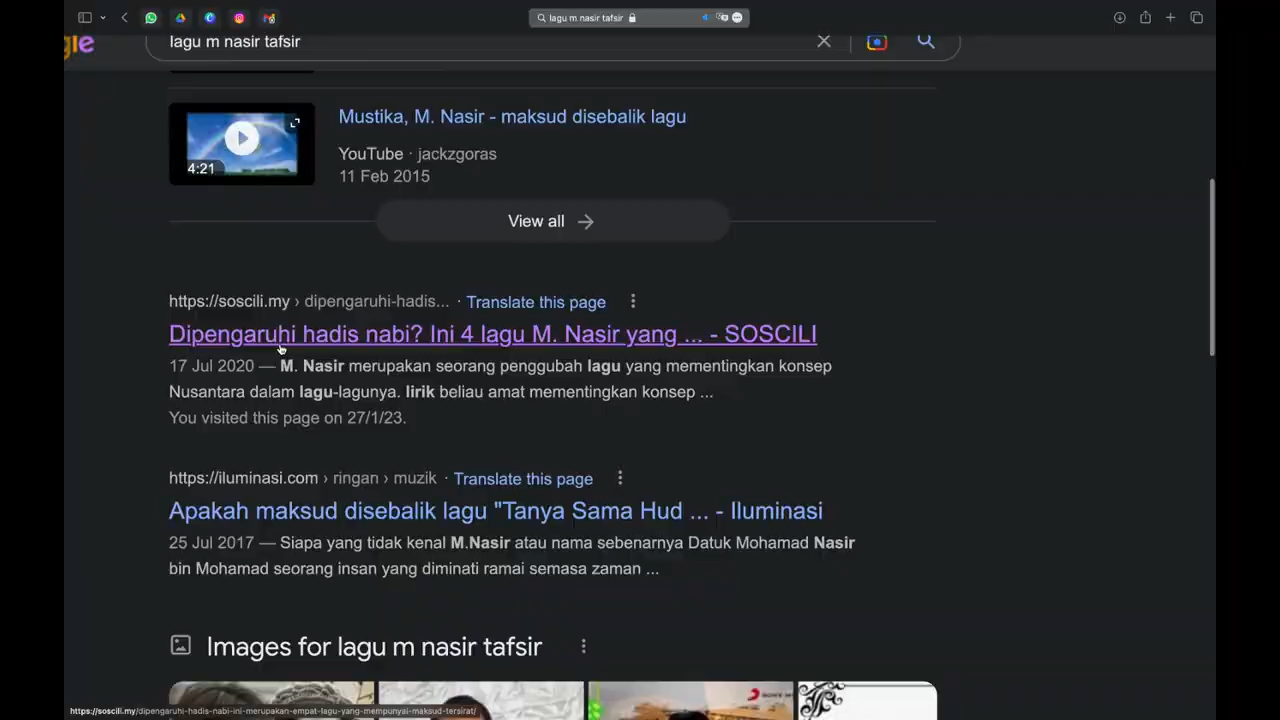 lagu m nasir tafsir
gle
lagu m nasir tafsir
Mustika, M. Nasir - maksud disebalik lagu
YouTube · jackzgoras
4:21
11 Feb 2015
View all
https://soscili.my › dipengaruhi-hadis... · Translate this page
Dipengaruhi hadis nabi? Ini 4 lagu M. Nasir yang ... - SOSCILI
17 Jul 2020 — M. Nasir merupakan seorang penggubah lagu yang mementingkan konsep
Nusantara dalam lagu-lagunya. lirik beliau amat mementingkan konsep ...
You visited this page on 27/1/23.
https://iluminasi.com › ringan › muzik · Translate this page
Apakah maksud disebalik lagu "Tanya Sama Hud ... - Iluminasi
25 Jul 2017 — Siapa yang tidak kenal M.Nasir atau nama sebenarnya Datuk Mohamad Nasir
bin Mohamad seorang insan yang diminati ramai semasa zaman ...
Images for lagu m nasir tafsir
SONY MUS
https://soscili.my/dipengaruhi-hadis-nabi-ini-merupakan-empat-lagu-yang-mempunyai-maksud-tersirat/